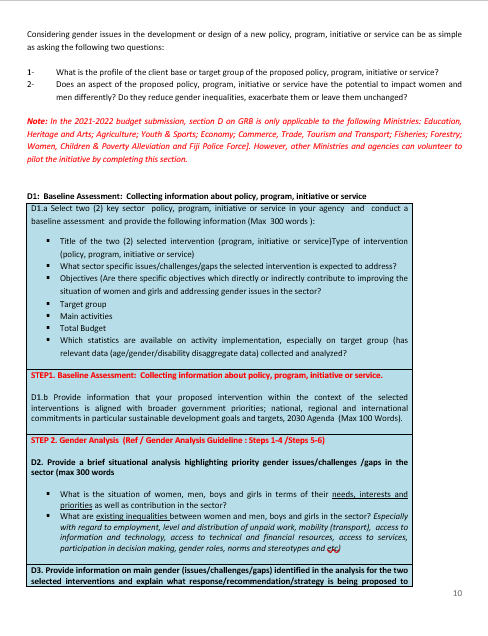 Considering gender issues in the development or design of a new policy, program, initiative or service can be as simple
as asking the following two questions:
1- What is the profile of the client base or target group of the proposed policy, program, initiative or service?
2- Does an aspect of the proposed policy, program, initiative or service have the potential to impact women and
men differently? Do they reduce gender inequalities, exacerbate them or leave them unchanged?
Note: In the 2021-2022 budget submission, section D on GRB is only applicable to the following Ministries: Education,
Heritage and Arts; Agriculture; Youth & Sports; Economy; Commerce, Trade, Tourism and Transport; Fisheries; Forestry;
Women, Children & Poverty Alleviation and Fiji Police Force]. However, other Ministries and agencies can volunteer to
pilot the initiative by completing this section.
D1: Baseline Assessment: Collecting information about policy, program, initiative or service
D1.a Select two (2) key sector policy, program, initiative or service in your agency and conduct a
baseline assessment and provide the following information (Max 300 words ):
▪ Title of the two (2) selected intervention (program, initiative or service)Type of intervention
(policy, program, initiative or service)
▪ What sector specific issues/challenges/gaps the selected intervention is expected to address?
▪ Objectives (Are there specific objectives which directly or indirectly contribute to improving the
situation of women and girls and addressing gender issues in the sector?
▪ Target group
▪ Main activities
▪ Total Budget
▪ Which statistics are available on activity implementation, especially on target group (has
relevant data (age/gender/disability disaggregate data) collected and analyzed?
STEP1. Baseline Assessment: Collecting information about policy, program, initiative or service.
D1.b Provide information that your proposed intervention within the context of the selected
interventions is aligned with broader government priorities; national, regional and international
commitments in particular sustainable development goals and targets, 2030 Agenda (Max 100 Words).
STEP 2. Gender Analysis (Ref / Gender Analysis Guideline : Steps 1-4 /Steps 5-6)
D2. Provide a brief situational analysis highlighting priority gender issues/challenges /gaps in the
sector (max 300 words
▪ What is the situation of women, men, boys and girls in terms of their needs, interests and
priorities as well as contribution in the sector?
▪ What are existing inequalities between women and men, boys and girls in the sector? Especially
with regard to employment, level and distribution of unpaid work, mobility (transport), access to
information and technology, access to technical and financial resources, access to services,
participation in decision making, gender roles, norms and stereotypes and etc)
D3. Provide information on main gender (issues/challenges/gaps) identified in the analysis for the two
selected interventions and explain what response/recommendation/strategy is being proposed to
10